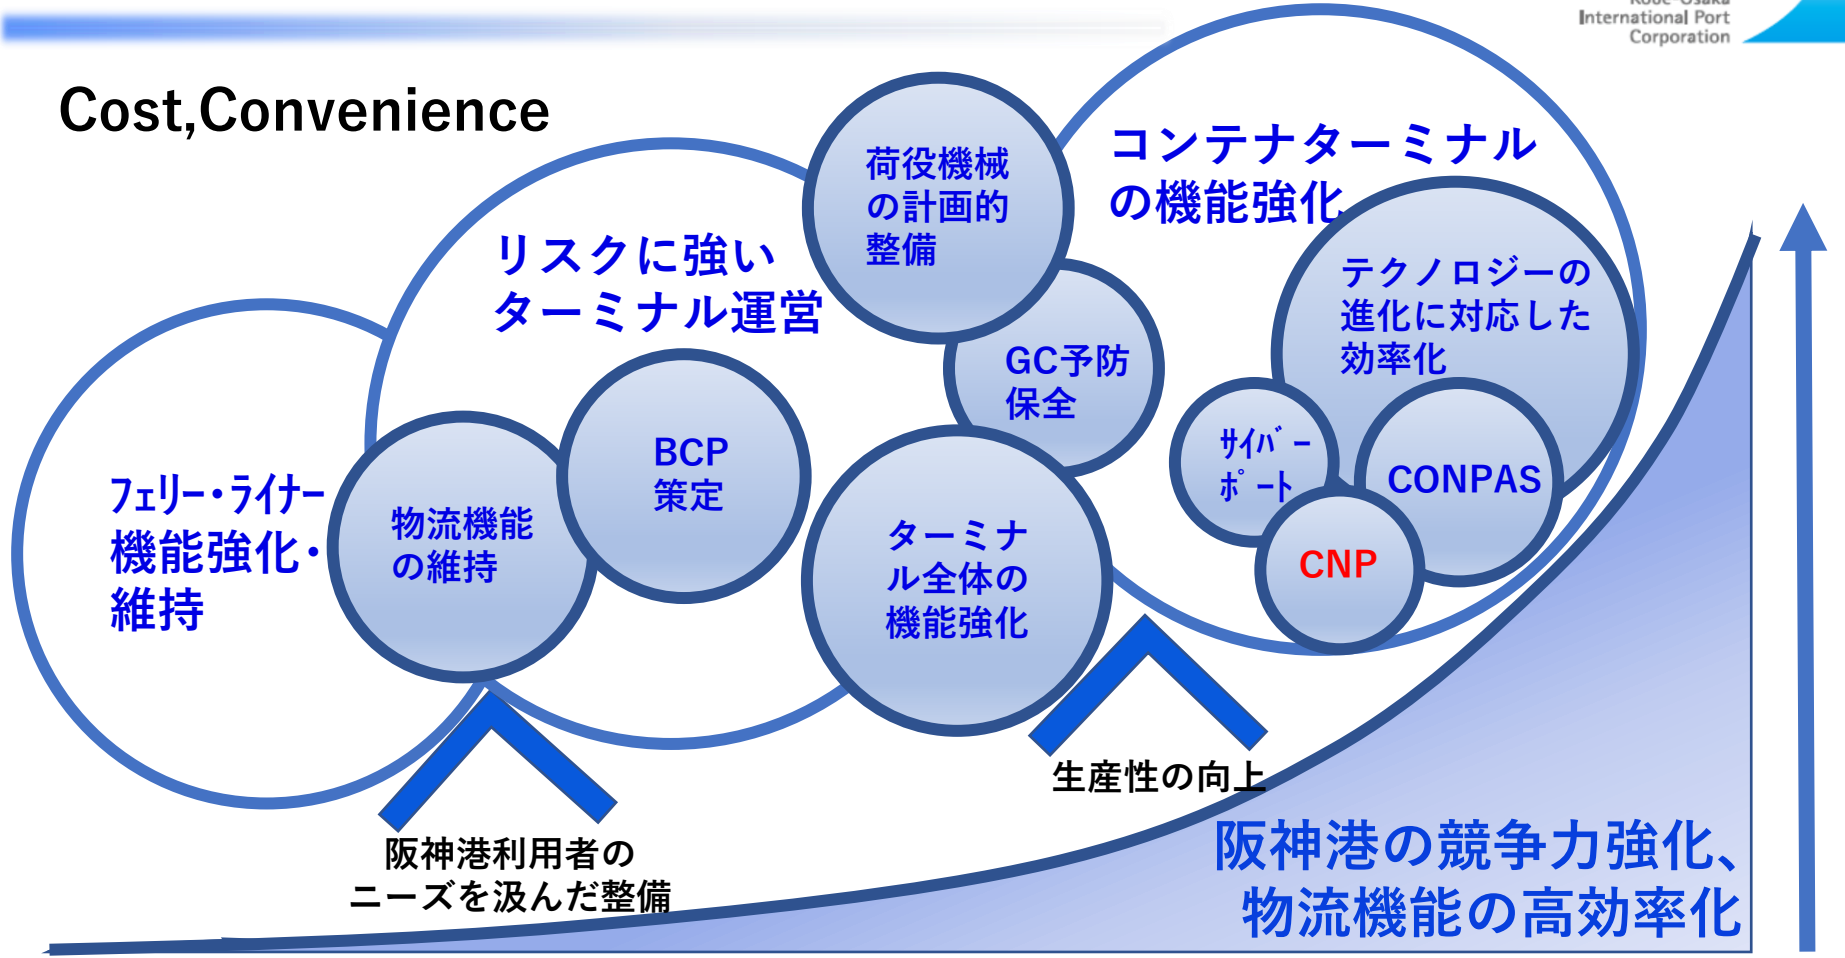 Kobe-Osaka
International Port
Corporation
Cost,Convenience
荷役機械
の計画的
整備
コンテナターミナル
の機能強化
リスクに強い
ターミナル運営
テクノロジーの
進化に対応した
効率化
GC予防
保全
BCP
策定
ｻｲﾊﾞｰ
ﾎﾟｰﾄ
CONPAS
CNP
ﾌｪﾘｰ・ﾗｲﾅｰ
機能強化・
維持
物流機能
の維持
ターミナ
ル全体の
機能強化
生産性の向上
阪神港利用者の
ニーズを汲んだ整備
阪神港の競争力強化、
物流機能の高効率化